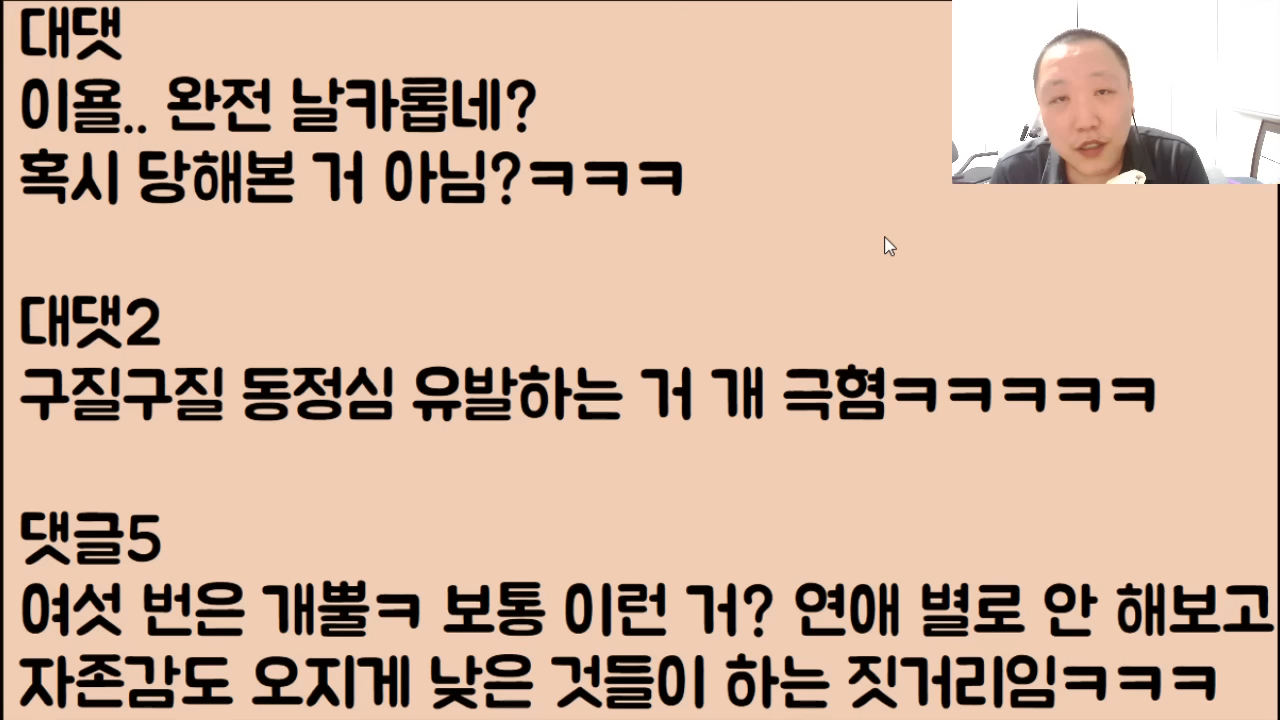 대댓
이욜.. 완전 날카롭네?
혹시 당해본 거 아님?ㅋㅋㅋ
대댓2
구질구질 동정심 유발하는 거 개 극혐ㅋㅋㅋㅋㅋ
댓글5
여섯 번은 개뿔ㅋ 보통 이런 거? 연애 별로 안 해보고
자존감도 오지게 낮은 것들이 하는 짓거리임ㅋㅋㅋ